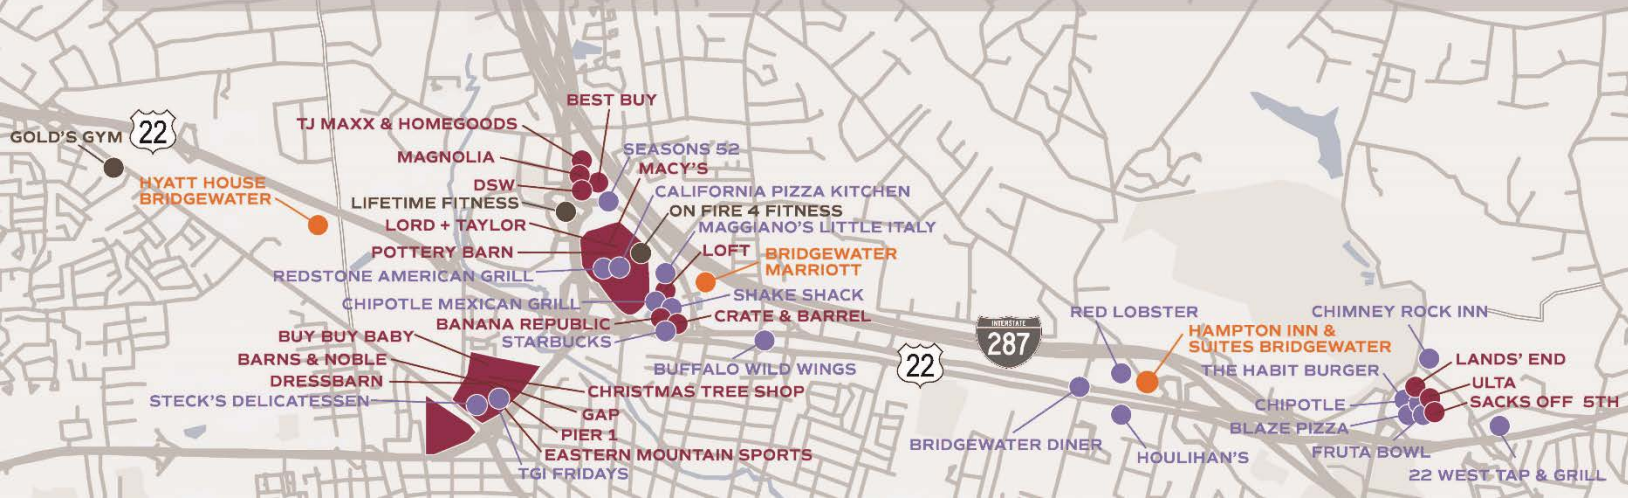 GOLD'S GYM
22
HYATT HOUSE
BRIDGEWATER
BEST BUY
TJ MAXX & HOMEGOODS
MAGNOLIA
SEASONS 52
MACY'S
DSW
CALIFORNIA PIZZA KITCHEN
LIFETIME FITNESS
ON FIRE 4 FITNESS
LORD + TAYLOR
MAGGIANO'S LITTLE ITALY
POTTERY BARN
LOFT
BRIDGEWATER
MARRIOTT
REDSTONE AMERICAN GRILL
CHIPOTLE MEXICAN GRILL
SHAKE SHACK
BANANA REPUBLIC
CRATE & BARREL
STARBUCKS
BUFFALO WILD WINGS
BUY BUY BABY
BARNS & NOBLE
DRESSBARN
STECK'S DELICATESSEN
CHRISTMAS TREE SHOP
GAP
PIER 1
EASTERN MOUNTAIN SPORTS
TGI FRIDAYS
22
INTERSTATE
287
RED LOBSTER
HAMPTON INN &
SUITES BRIDGEWATER
BRIDGEWATER DINER
HOULIHAN'S
CHIMNEY ROCK INN
LANDS' END
THE HABIT BURGER
ULTA
CHIPOTLE
SACKS OFF 5TH
BLAZE PIZZA
FRUTA BOWL
22 WEST TAP & GRILL